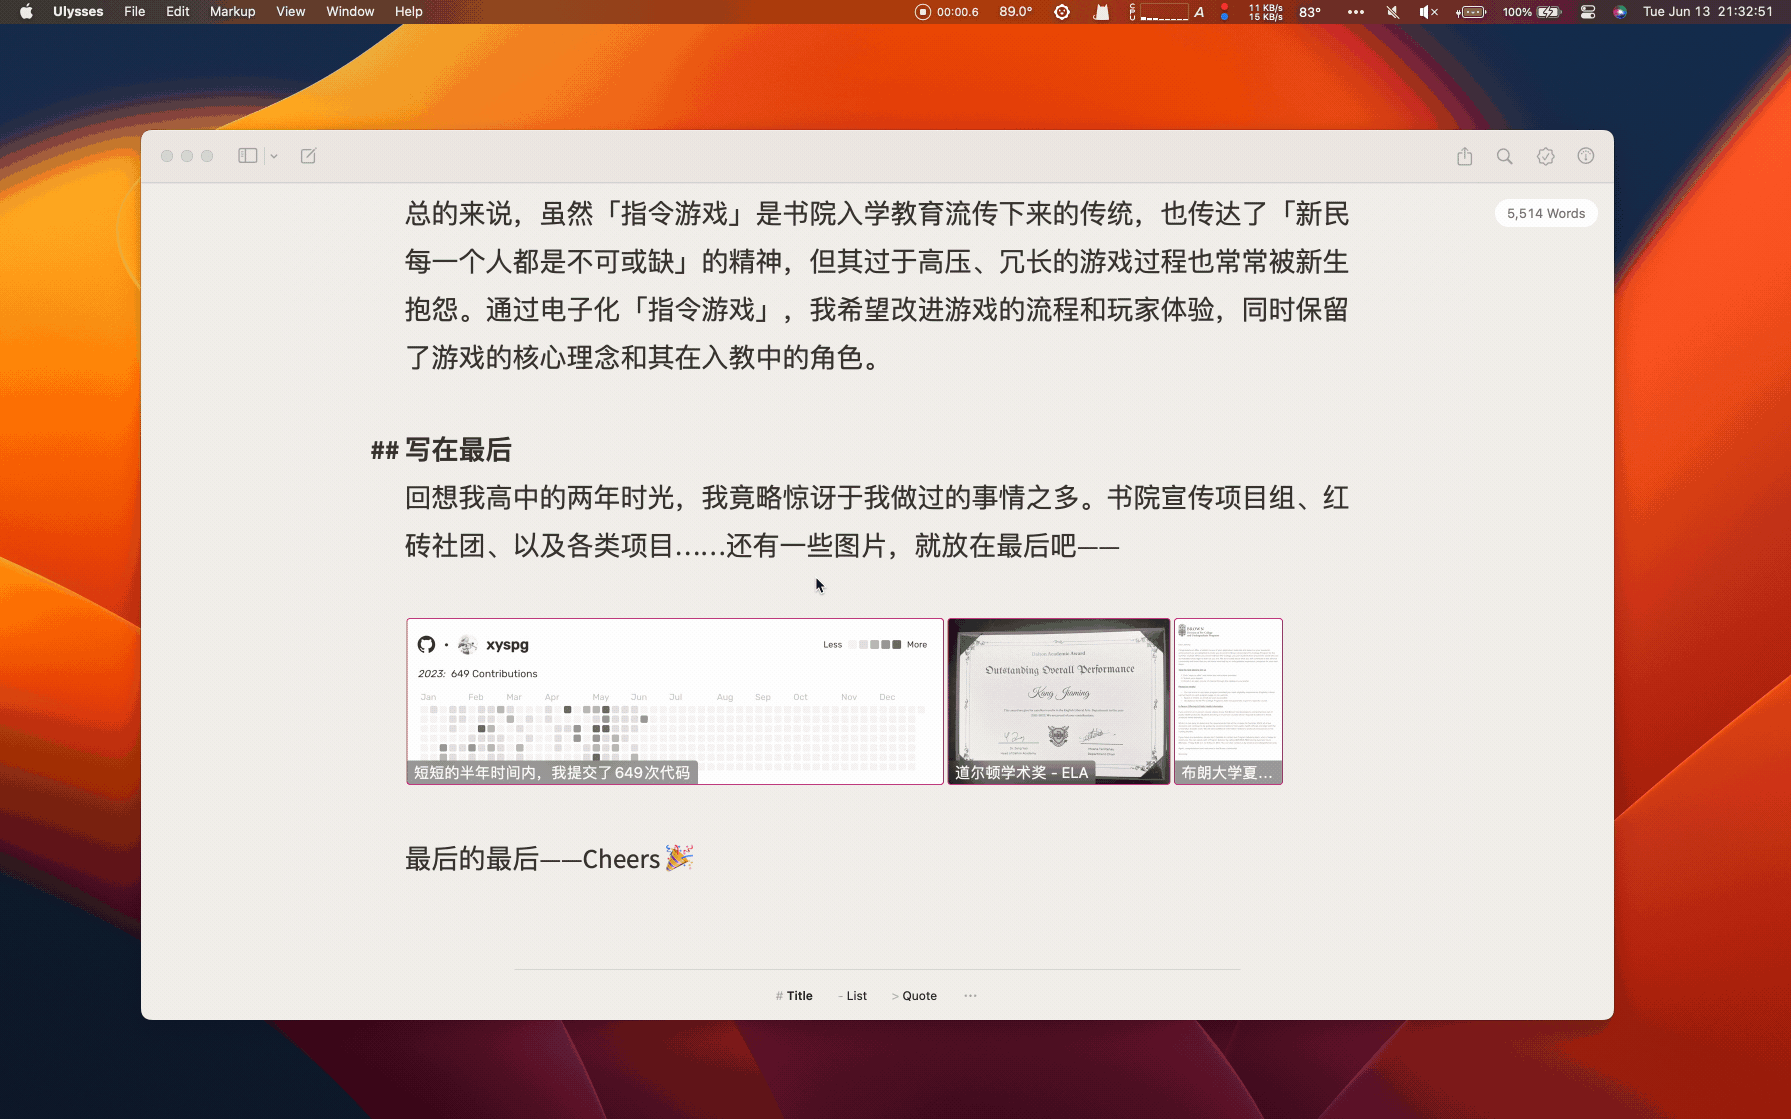 Ulysses File Edit Markup View Window Help 00:00.6 89.0° CPU A 11 KB/s 15 KB/s 83° 100% Tue Jun 13 21:32:51
5,514 Words
总的来说，虽然「指令游戏」是书院入学教育流传下来的传统，也传达了「新民
每一个人都是不可或缺」的精神，但其过于高压、冗长的游戏过程也常常被新生
抱怨。通过电子化「指令游戏」，我希望改进游戏的流程和玩家体验，同时保留
了游戏的核心理念和其在入教中的角色。
## 写在最后
回想我高中的两年时光，我竟略惊讶于我做过的事情之多。书院宣传项目组、红
砖社团、以及各类项目……还有一些图片，就放在最后吧——
xyspg
Less More
2023: 649 Contributions
Jan Feb Mar Apr May Jun Jul Aug Sep Oct Nov Dec
短短的半年时间内，我提交了649次代码
Outstanding Overall Performance
Kang Jiaming
道尔顿学术奖 - ELA
BROWN
布朗大学夏...
最后的最后——Cheers🎉
# Title - List > Quote ...